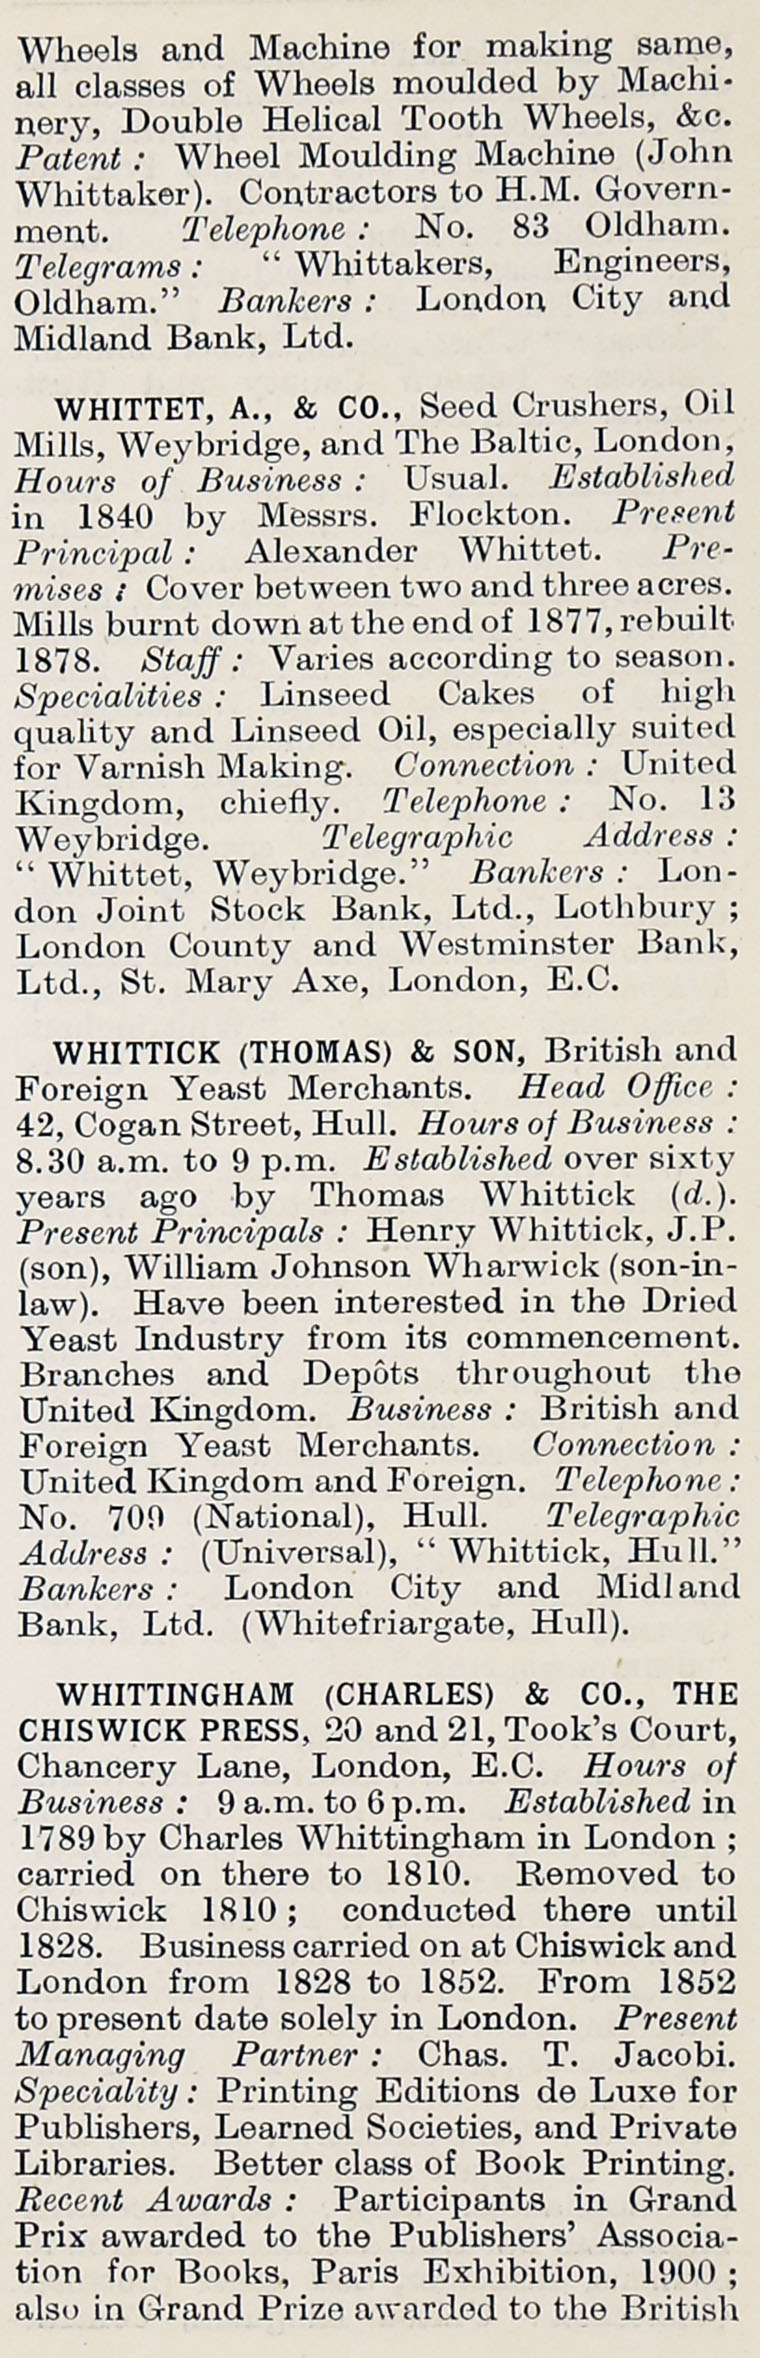 Wheels and Machine for making same,
all classes of Wheels moulded by Machi-
nery, Double Helical Tooth Wheels, &c.
Patent : Wheel Moulding Machine (John
Whittaker). Contractors to H.M. Govern-
ment. Telephone : No. 83 Oldham.
Telegrams : “ Whittakers, Engineers,
Oldham.” Bankers : London City and
Midland Bank, Ltd.
WHITTET, A., & CO., Seed Crushers, Oil
Mills, Weybridge, and The Baltic, London,
Hours of Business : Usual. Established
in 1840 by Messrs. Flockton. Present
Principal : Alexander Whittet. Pre-
mises : Cover between two and three acres.
Mills burnt down at the end of 1877, rebuilt
1878. Staff : Varies according to season.
Specialities : Linseed Cakes of high
quality and Linseed Oil, especially suited
for Varnish Making. Connection : United
Kingdom, chiefly. Telephone : No. 13
Weybridge. Telegraphic Address :
“ Whittet, Weybridge.” Bankers : Lon-
don Joint Stock Bank, Ltd., Lothbury ;
London County and Westminster Bank,
Ltd., St. Mary Axe, London, E.C.
WHITTICK (THOMAS) & SON, British and
Foreign Yeast Merchants. Head Office :
42, Cogan Street, Hull. Hours of Business :
8.30 a.m. to 9 p.m. Established over sixty
years ago by Thomas Whittick (d.).
Present Principals : Henry Whittick, J.P.
(son), William Johnson Wharwick (son-in-
law). Have been interested in the Dried
Yeast Industry from its commencement.
Branches and Depôts throughout the
United Kingdom. Business : British and
Foreign Yeast Merchants. Connection :
United Kingdom and Foreign. Telephone :
No. 709 (National), Hull. Telegraphic
Address : (Universal), “ Whittick, Hull.”
Bankers : London City and Midland
Bank, Ltd. (Whitefriargate, Hull).
WHITTINGHAM (CHARLES) & CO., THE
CHISWICK PRESS, 20 and 21, Took’s Court,
Chancery Lane, London, E.C. Hours of
Business : 9 a.m. to 6 p.m. Established in
1789 by Charles Whittingham in London ;
carried on there to 1810. Removed to
Chiswick 1810 ; conducted there until
1828. Business carried on at Chiswick and
London from 1828 to 1852. From 1852
to present date solely in London. Present
Managing Partner : Chas. T. Jacobi.
Speciality : Printing Editions de Luxe for
Publishers, Learned Societies, and Private
Libraries. Better class of Book Printing.
Recent Awards : Participants in Grand
Prix awarded to the Publishers’ Associa-
tion for Books, Paris Exhibition, 1900 ;
also in Grand Prize awarded to the British